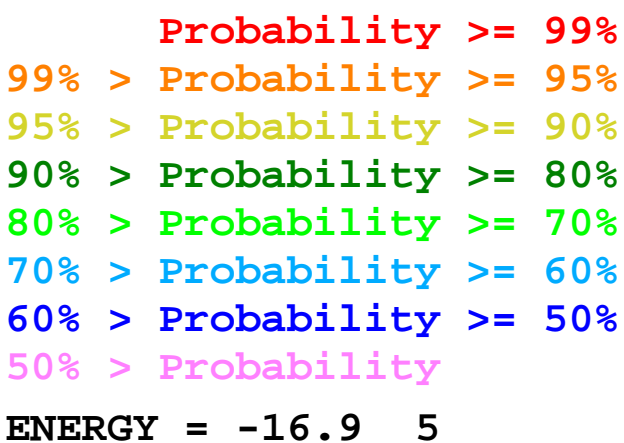 Probability >= 99%
99% > Probability >= 95%
95% > Probability >= 90%
90% > Probability >= 80%
80% > Probability >= 70%
70% > Probability >= 60%
60% > Probability >= 50%
50% > Probability
ENERGY = -16.9  5